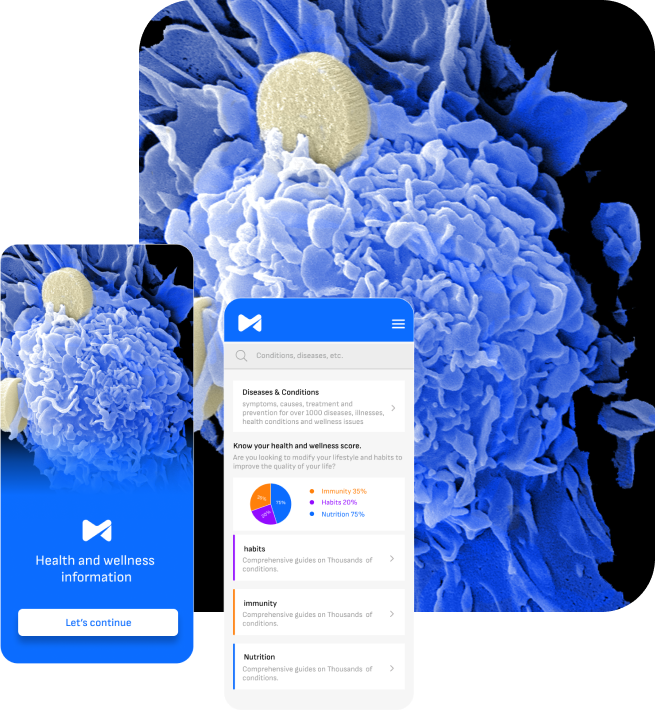 Health and wellness
information
Let's continue
Conditions, diseases, etc.
Diseases & Conditions
symptoms, causes, treatment and
prevention for over 1000 diseases, illnesses,
health conditions and wellness issues
Know your health and wellness score.
Are you looking to modify your lifestyle and habits to
improve the quality of your life?
75%
20%
Immunity 35%
Habits 20%
Nutrition 75%
habits
Comprehensive guides on Thousands of
conditions.
immunity
Comprehensive guides on Thousands of
conditions.
Nutrition
Comprehensive guides on Thousands of
conditions.